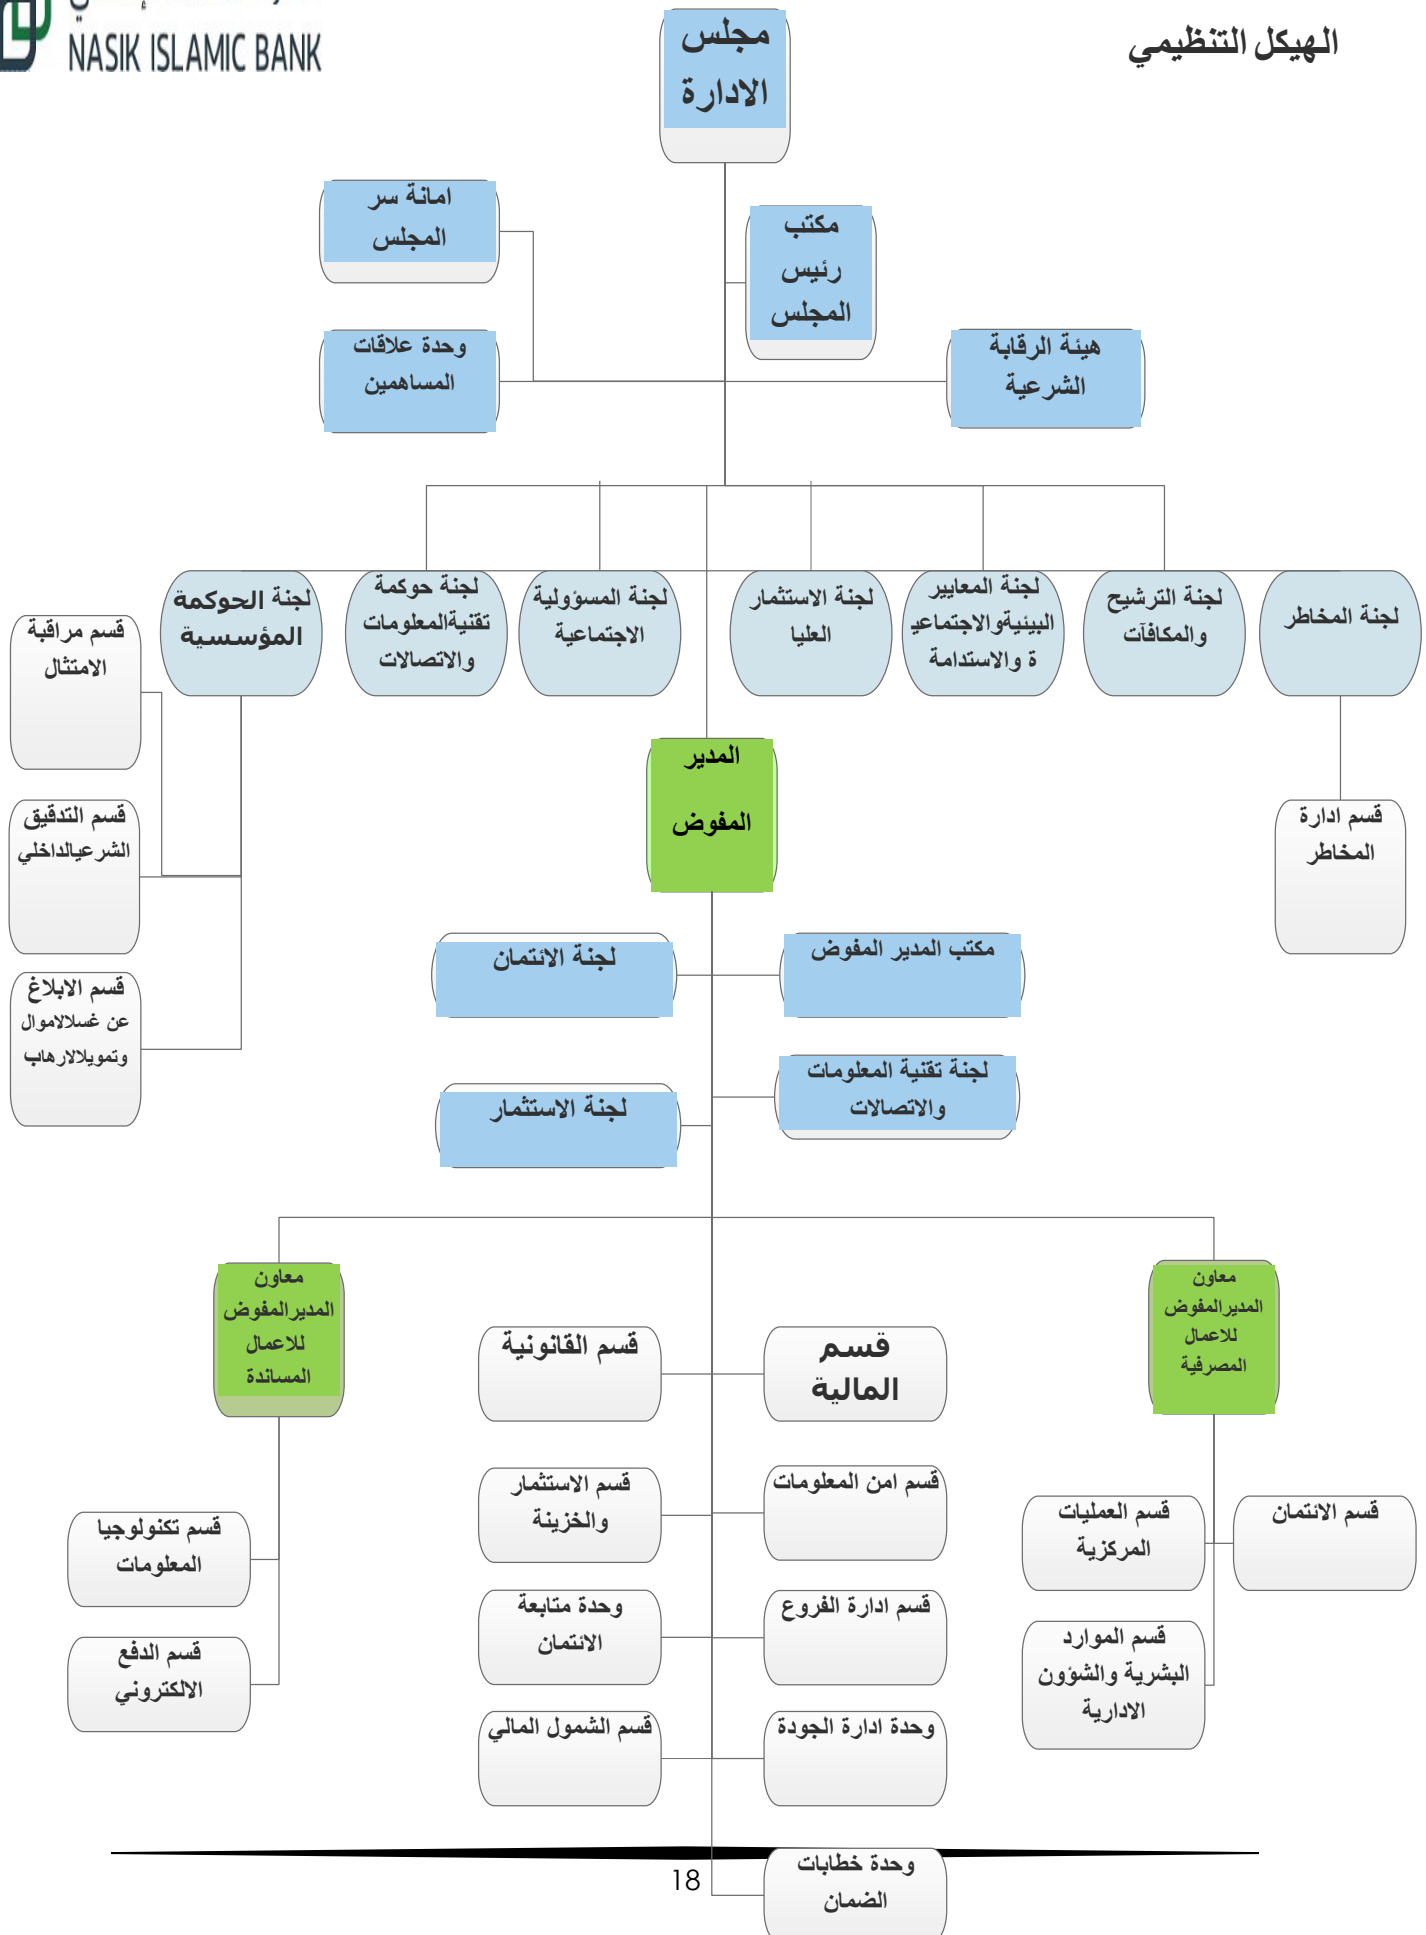 NASIK ISLAMIC BANK
الهيكل التنظيمي
مجلس
الادارة
امانة سر
المجلس
مكتب
رئيس
المجلس
وحدة علاقات
المساهمين
هيئة الرقابة
الشرعية
لجنة المخاطر
لجنة الترشيح
والمكافآت
لجنة المعايير
البيئيةوالاجتماعي
ة والاستدامة
لجنة الاستثمار
العليا
لجنة المسؤولية
الاجتماعية
لجنة حوكمة
تقنيةالمعلومات
والاتصالات
لجنة الحوكمة
المؤسسية
قسم مراقبة
الامتثال
قسم التدقيق
الشرعيالداخلي
قسم الابلاغ
عن غسلالاموال
وتمويلالارهاب
قسم ادارة
المخاطر
المدير
المفوض
مكتب المدير المفوض
لجنة الائتمان
لجنة تقنية المعلومات
والاتصالات
لجنة الاستثمار
معاون
المديرالمفوض
للاعمال
المصرفية
معاون
المديرالمفوض
للاعمال
المساندة
قسم المالية
قسم القانونية
قسم امن المعلومات
قسم الاستثمار
والخزينة
قسم ادارة الفروع
وحدة متابعة
الائتمان
وحدة ادارة الجودة
قسم الشمول المالي
وحدة خطابات
الضمان
قسم الائتمان
قسم العمليات
المركزية
قسم الموارد
البشرية والشؤون
الادارية
قسم تكنولوجيا
المعلومات
قسم الدفع
الالكتروني
18